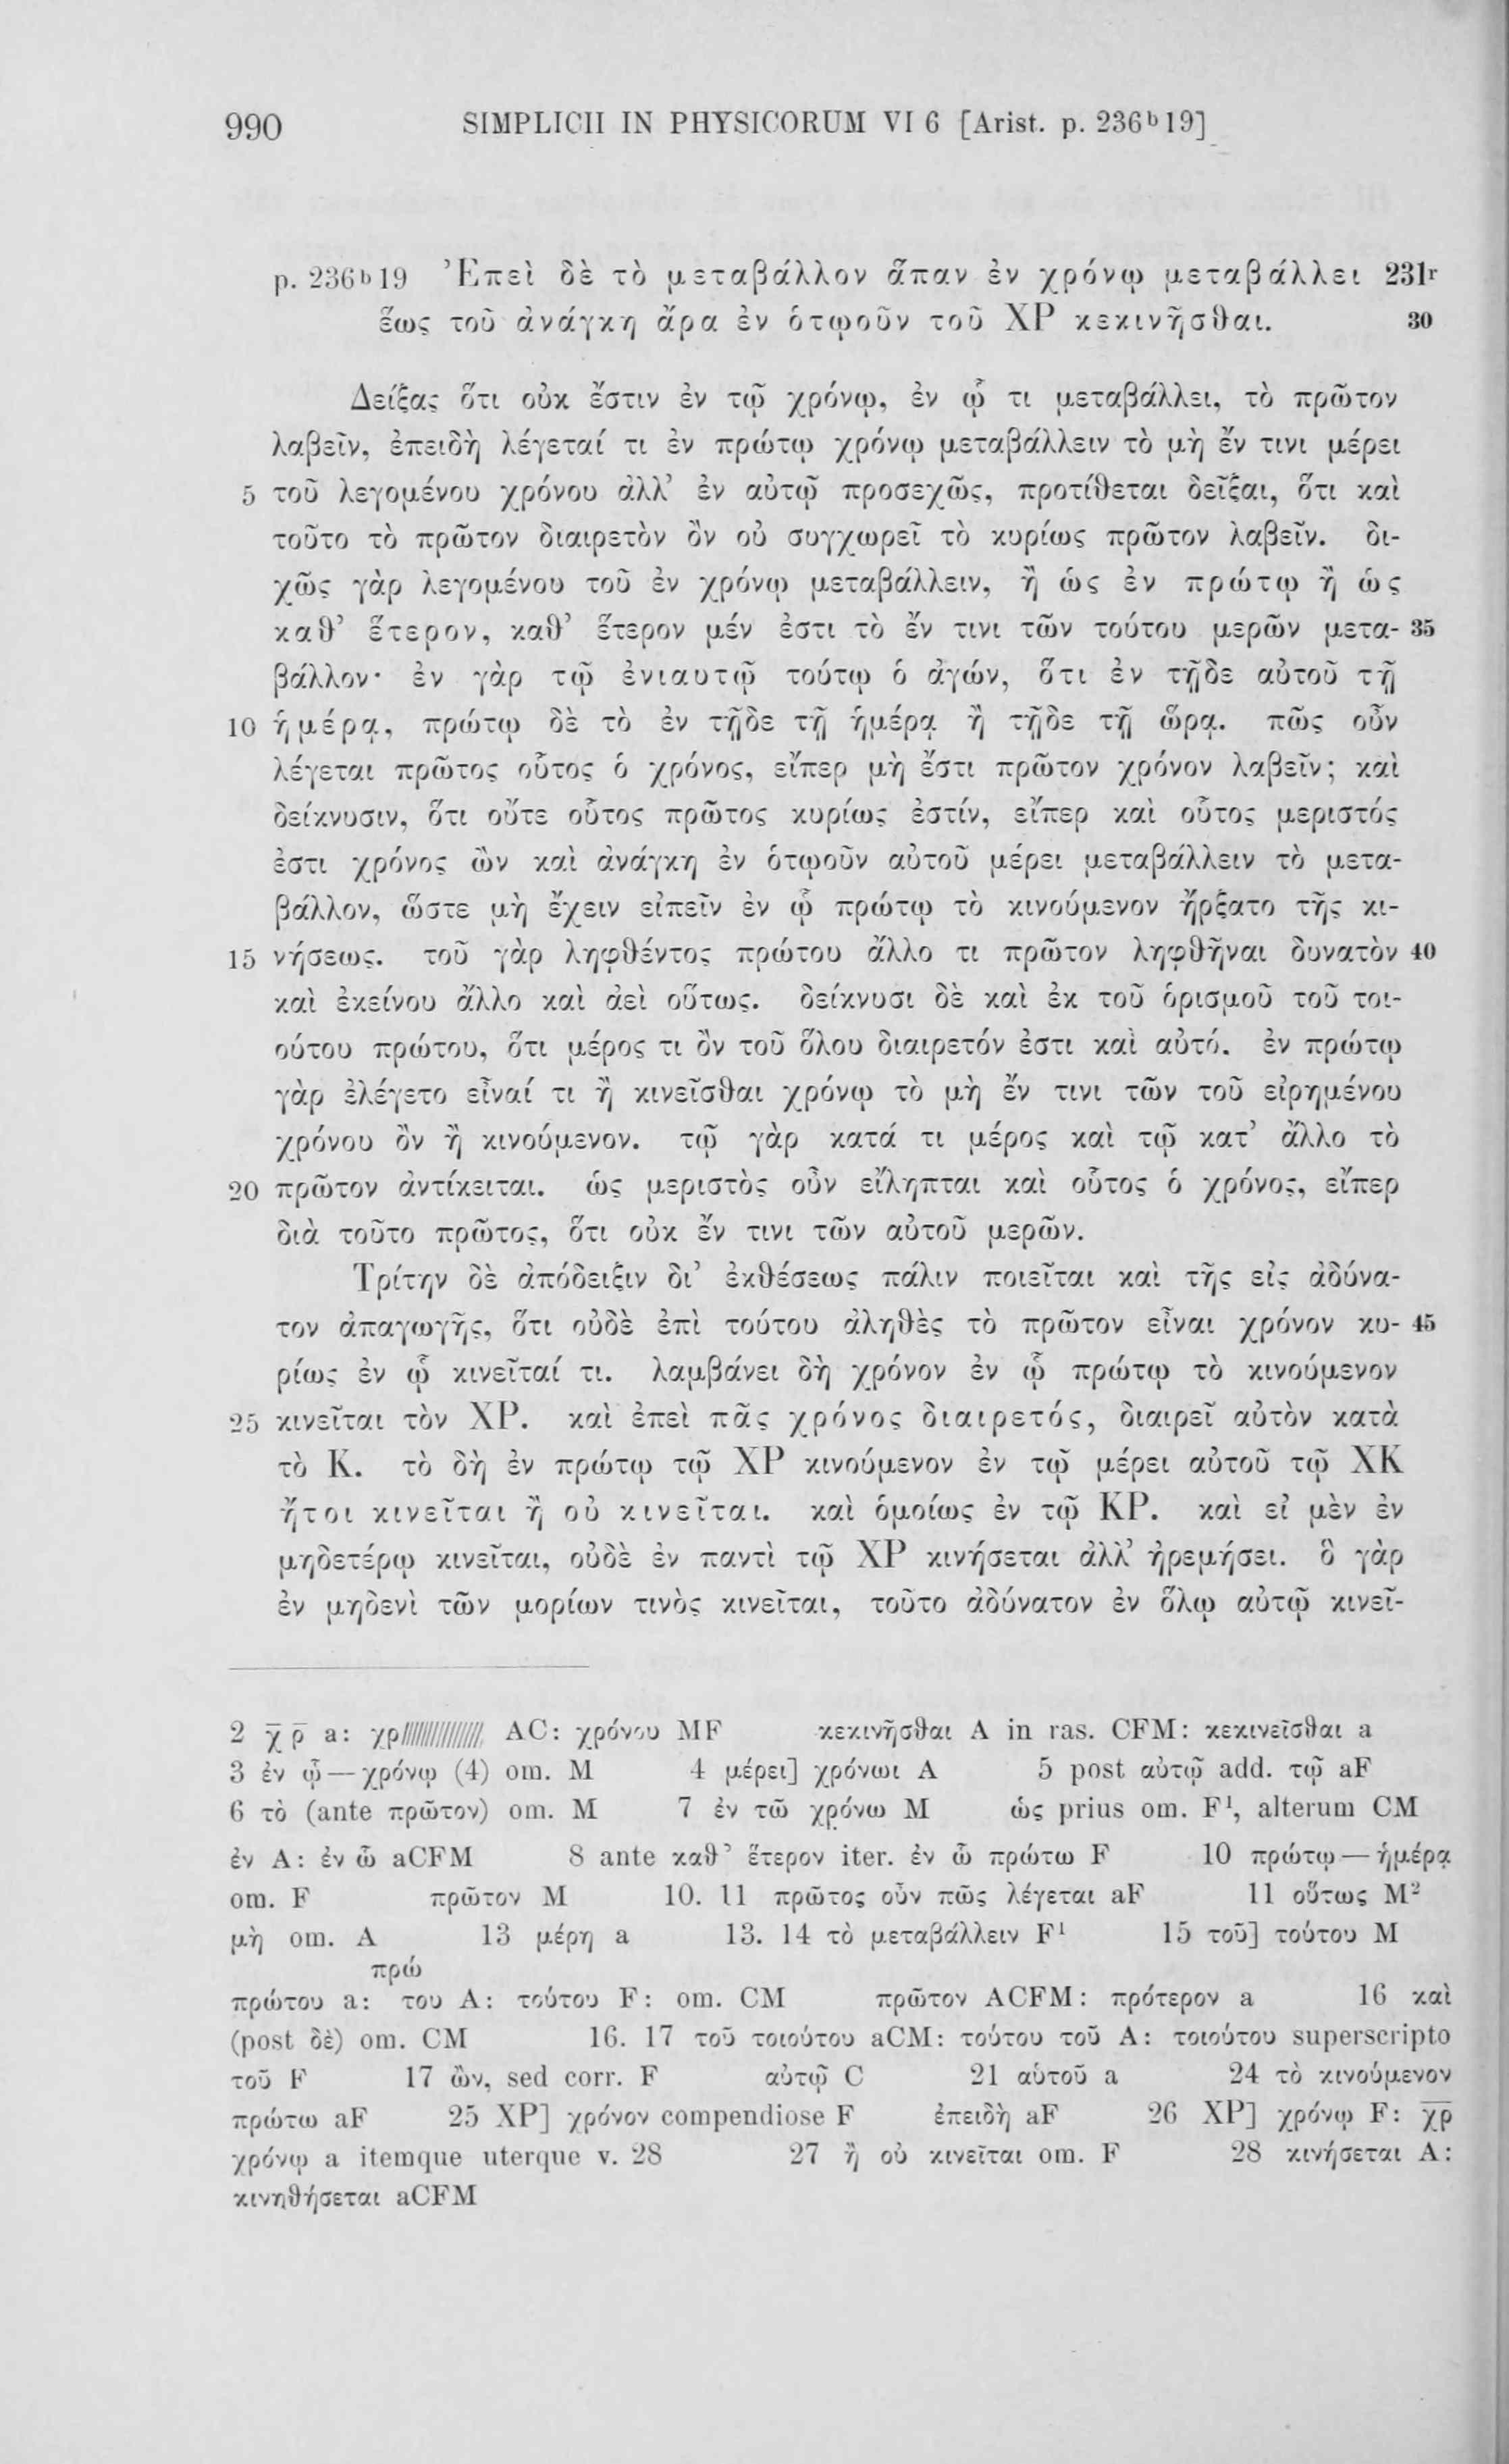 990 SIMPLICII IN PHYSICORUM VI 6 [Arist. p. 236ᵇ19]
p. 236ᵇ19 Ἐπεὶ δὲ τὸ μεταβάλλον ἅπαν ἐν χρόνῳ μεταβάλλει 231ʳ
ἕως τοῦ ἀνάγκη ἄρα ἐν ὁτῳοῦν τοῦ ΧΡ κεκινῆσθαι. 30
Δείξας ὅτι οὐκ ἔστιν ἐν τῷ χρόνῳ, ἐν ᾧ τι μεταβάλλει, τὸ πρῶτον
λαβεῖν, ἐπειδὴ λέγεταί τι ἐν πρώτῳ χρόνῳ μεταβάλλειν τὸ μὴ ἔν τινι μέρει
5 τοῦ λεγομένου χρόνου ἀλλ’ ἐν αὐτῷ προσεχῶς, προτίθεται δεῖξαι, ὅτι καὶ
τοῦτο τὸ πρῶτον διαιρετὸν ὂν οὐ συγχωρεῖ τὸ κυρίως πρῶτον λαβεῖν. δι-
χῶς γὰρ λεγομένου τοῦ ἐν χρόνῳ μεταβάλλειν, ἢ ὡς ἐν πρώτῳ ἢ ὡς
καθ’ ἕτερον, καθ’ ἕτερον μέν ἐστι τὸ ἔν τινι τῶν τούτου μερῶν μετα- 35
βάλλον· ἐν γὰρ τῷ ἐνιαυτῷ τούτῳ ὁ ἀγών, ὅτι ἐν τῇδε αὐτοῦ τῇ
10 ἡμέρᾳ, πρώτῳ δὲ τὸ ἐν τῇδε τῇ ἡμέρᾳ ἢ τῇδε τῇ ὥρᾳ. πῶς οὖν
λέγεται πρῶτος οὗτος ὁ χρόνος, εἴπερ μὴ ἔστι πρῶτον χρόνον λαβεῖν; καὶ
δείκνυσιν, ὅτι οὔτε οὗτος πρῶτος κυρίως ἐστίν, εἴπερ καὶ οὗτος μεριστός
ἐστι χρόνος ὢν καὶ ἀνάγκη ἐν ὁτῳοῦν αὐτοῦ μέρει μεταβάλλειν τὸ μετα-
βάλλον, ὥστε μὴ ἔχειν εἰπεῖν ἐν ᾧ πρώτῳ τὸ κινούμενον ἤρξατο τῆς κι-
15 νήσεως. τοῦ γὰρ ληφθέντος πρώτου ἄλλο τι πρῶτον ληφθῆναι δυνατὸν 40
καὶ ἐκείνου ἄλλο καὶ ἀεὶ οὕτως. δείκνυσι δὲ καὶ ἐκ τοῦ ὁρισμοῦ τοῦ τοι-
ούτου πρώτου, ὅτι μέρος τι ὂν τοῦ ὅλου διαιρετόν ἐστι καὶ αὐτό. ἐν πρώτῳ
γὰρ ἐλέγετο εἶναί τι ἢ κινεῖσθαι χρόνῳ τὸ μὴ ἔν τινι τῶν τοῦ εἰρημένου
χρόνου ὂν ἢ κινούμενον. τῷ γὰρ κατά τι μέρος καὶ τῷ κατ’ ἄλλο τὸ
20 πρῶτον ἀντίκειται. ὡς μεριστὸς οὖν εἴληπται καὶ οὗτος ὁ χρόνος, εἴπερ
διὰ τοῦτο πρῶτος, ὅτι οὐκ ἔν τινι τῶν αὐτοῦ μερῶν.
Τρίτην δὲ ἀπόδειξιν δι’ ἐκθέσεως πάλιν ποιεῖται καὶ τῆς εἰς ἀδύνα-
τον ἀπαγωγῆς, ὅτι οὐδὲ ἐπὶ τούτου ἀληθὲς τὸ πρῶτον εἶναι χρόνον κυ- 45
ρίως ἐν ᾧ κινεῖταί τι. λαμβάνει δὴ χρόνον ἐν ᾧ πρώτῳ τὸ κινούμενον
25 κινεῖται τὸν ΧΡ. καὶ ἐπεὶ πᾶς χρόνος διαιρετός, διαιρεῖ αὐτὸν κατὰ
τὸ Κ. τὸ δὴ ἐν πρώτῳ τῷ ΧΡ κινούμενον ἐν τῷ μέρει αὐτοῦ τῷ ΧΚ
ἤτοι κινεῖται ἢ οὐ κινεῖται. καὶ ὁμοίως ἐν τῷ ΚΡ. καὶ εἰ μὲν ἐν
μηδετέρῳ κινεῖται, οὐδὲ ἐν παντὶ τῷ ΧΡ κινήσεται ἀλλ’ ἠρεμήσει. ὃ γὰρ
ἐν μηδενὶ τῶν μορίων τινὸς κινεῖται, τοῦτο ἀδύνατον ἐν ὅλῳ αὐτῷ κινεῖ-
2 χ̅ ρ̅ a: χρ//////////// AC: χρόνου MF κεκινῆσθαι A in ras. CFM: κεκινεῖσθαι a
3 ἐν ᾧ—χρόνῳ (4) om. M 4 μέρει] χρόνωι A 5 post αὐτῷ add. τῷ aF
6 τὸ (ante πρῶτον) om. M 7 ἐν τῶ χρόνω M ὡς prius om. F¹, alterum CM
ἐν A: ἐν ὧ aCFM 8 ante καθ’ ἕτερον iter. ἐν ὧ πρώτω F 10 πρώτῳ—ἡμέρᾳ
om. F πρῶτον M 10. 11 πρῶτος οὖν πῶς λέγεται aF 11 οὕτως M²
μὴ om. A 13 μέρη a 13. 14 τὸ μεταβάλλειν F¹ 15 τοῦ] τούτου M
πρώ
πρώτου a: του A: τούτου F: om. CM πρῶτον ACFM: πρότερον a 16 καὶ
(post δὲ) om. CM 16. 17 τοῦ τοιούτου aCM: τούτου τοῦ A: τοιούτου superscripto
τοῦ F 17 ὢν, sed corr. F αὐτῷ C 21 αὑτοῦ a 24 τὸ κινούμενον
πρώτω aF 25 ΧΡ] χρόνον compendiose F ἐπειδὴ aF 26 ΧΡ] χρόνῳ F: χ̅ρ̅
χρόνῳ a itemque uterque v. 28 27 ἢ οὐ κινεῖται om. F 28 κινήσεται A:
κινηθήσεται aCFM